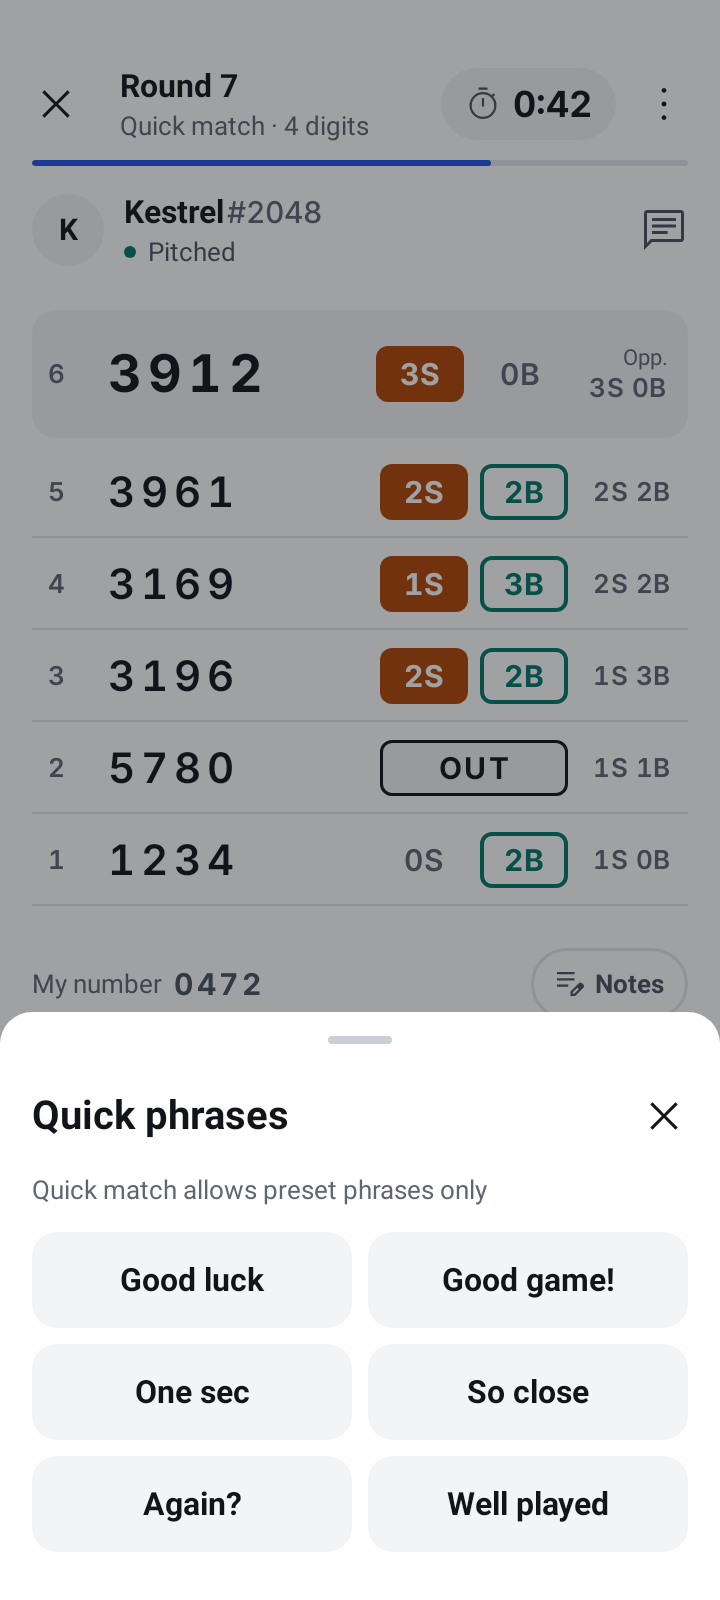 Round 7
Quick match · 4 digits
0:42
K
Kestrel#2048
Pitched
6 3912 3S 0B Opp. 3S 0B
5 3961 2S 2B 2S 2B
4 3169 1S 3B 2S 2B
3 3196 2S 2B 1S 3B
2 5780 OUT 1S 1B
1 1234 0S 2B 1S 0B
My number 0472 Notes
Quick phrases
Quick match allows preset phrases only
Good luck Good game!
One sec So close
Again? Well played